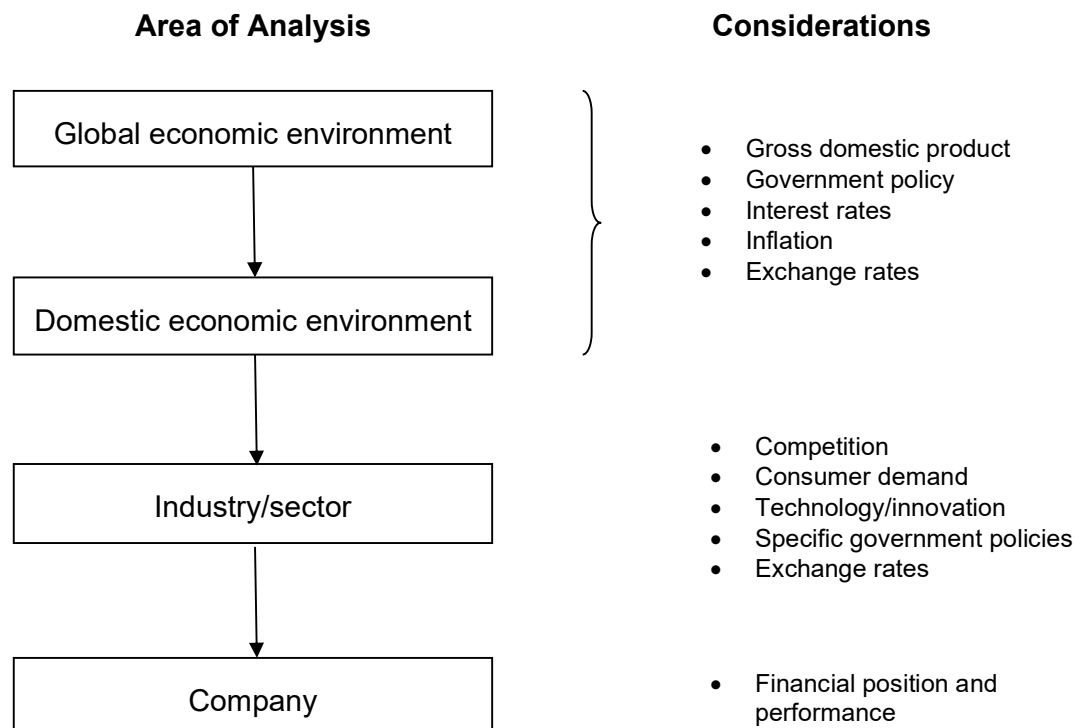 Area of Analysis
Considerations
Global economic environment
• Gross domestic product
• Government policy
• Interest rates
• Inflation
• Exchange rates
Domestic economic environment
• Competition
• Consumer demand
• Technology/innovation
• Specific government policies
• Exchange rates
Industry/sector
Company
• Financial position and
performance